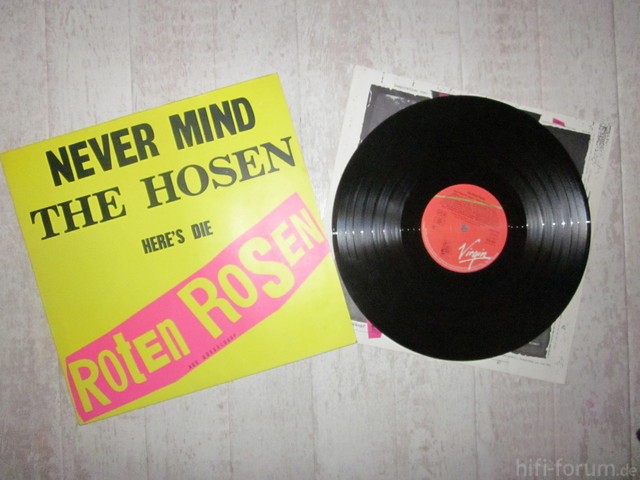 NEVER MIND
THE HOSEN
HERE'S DIE
ROtEn ROSEN
Virgin
hifi-forum.de